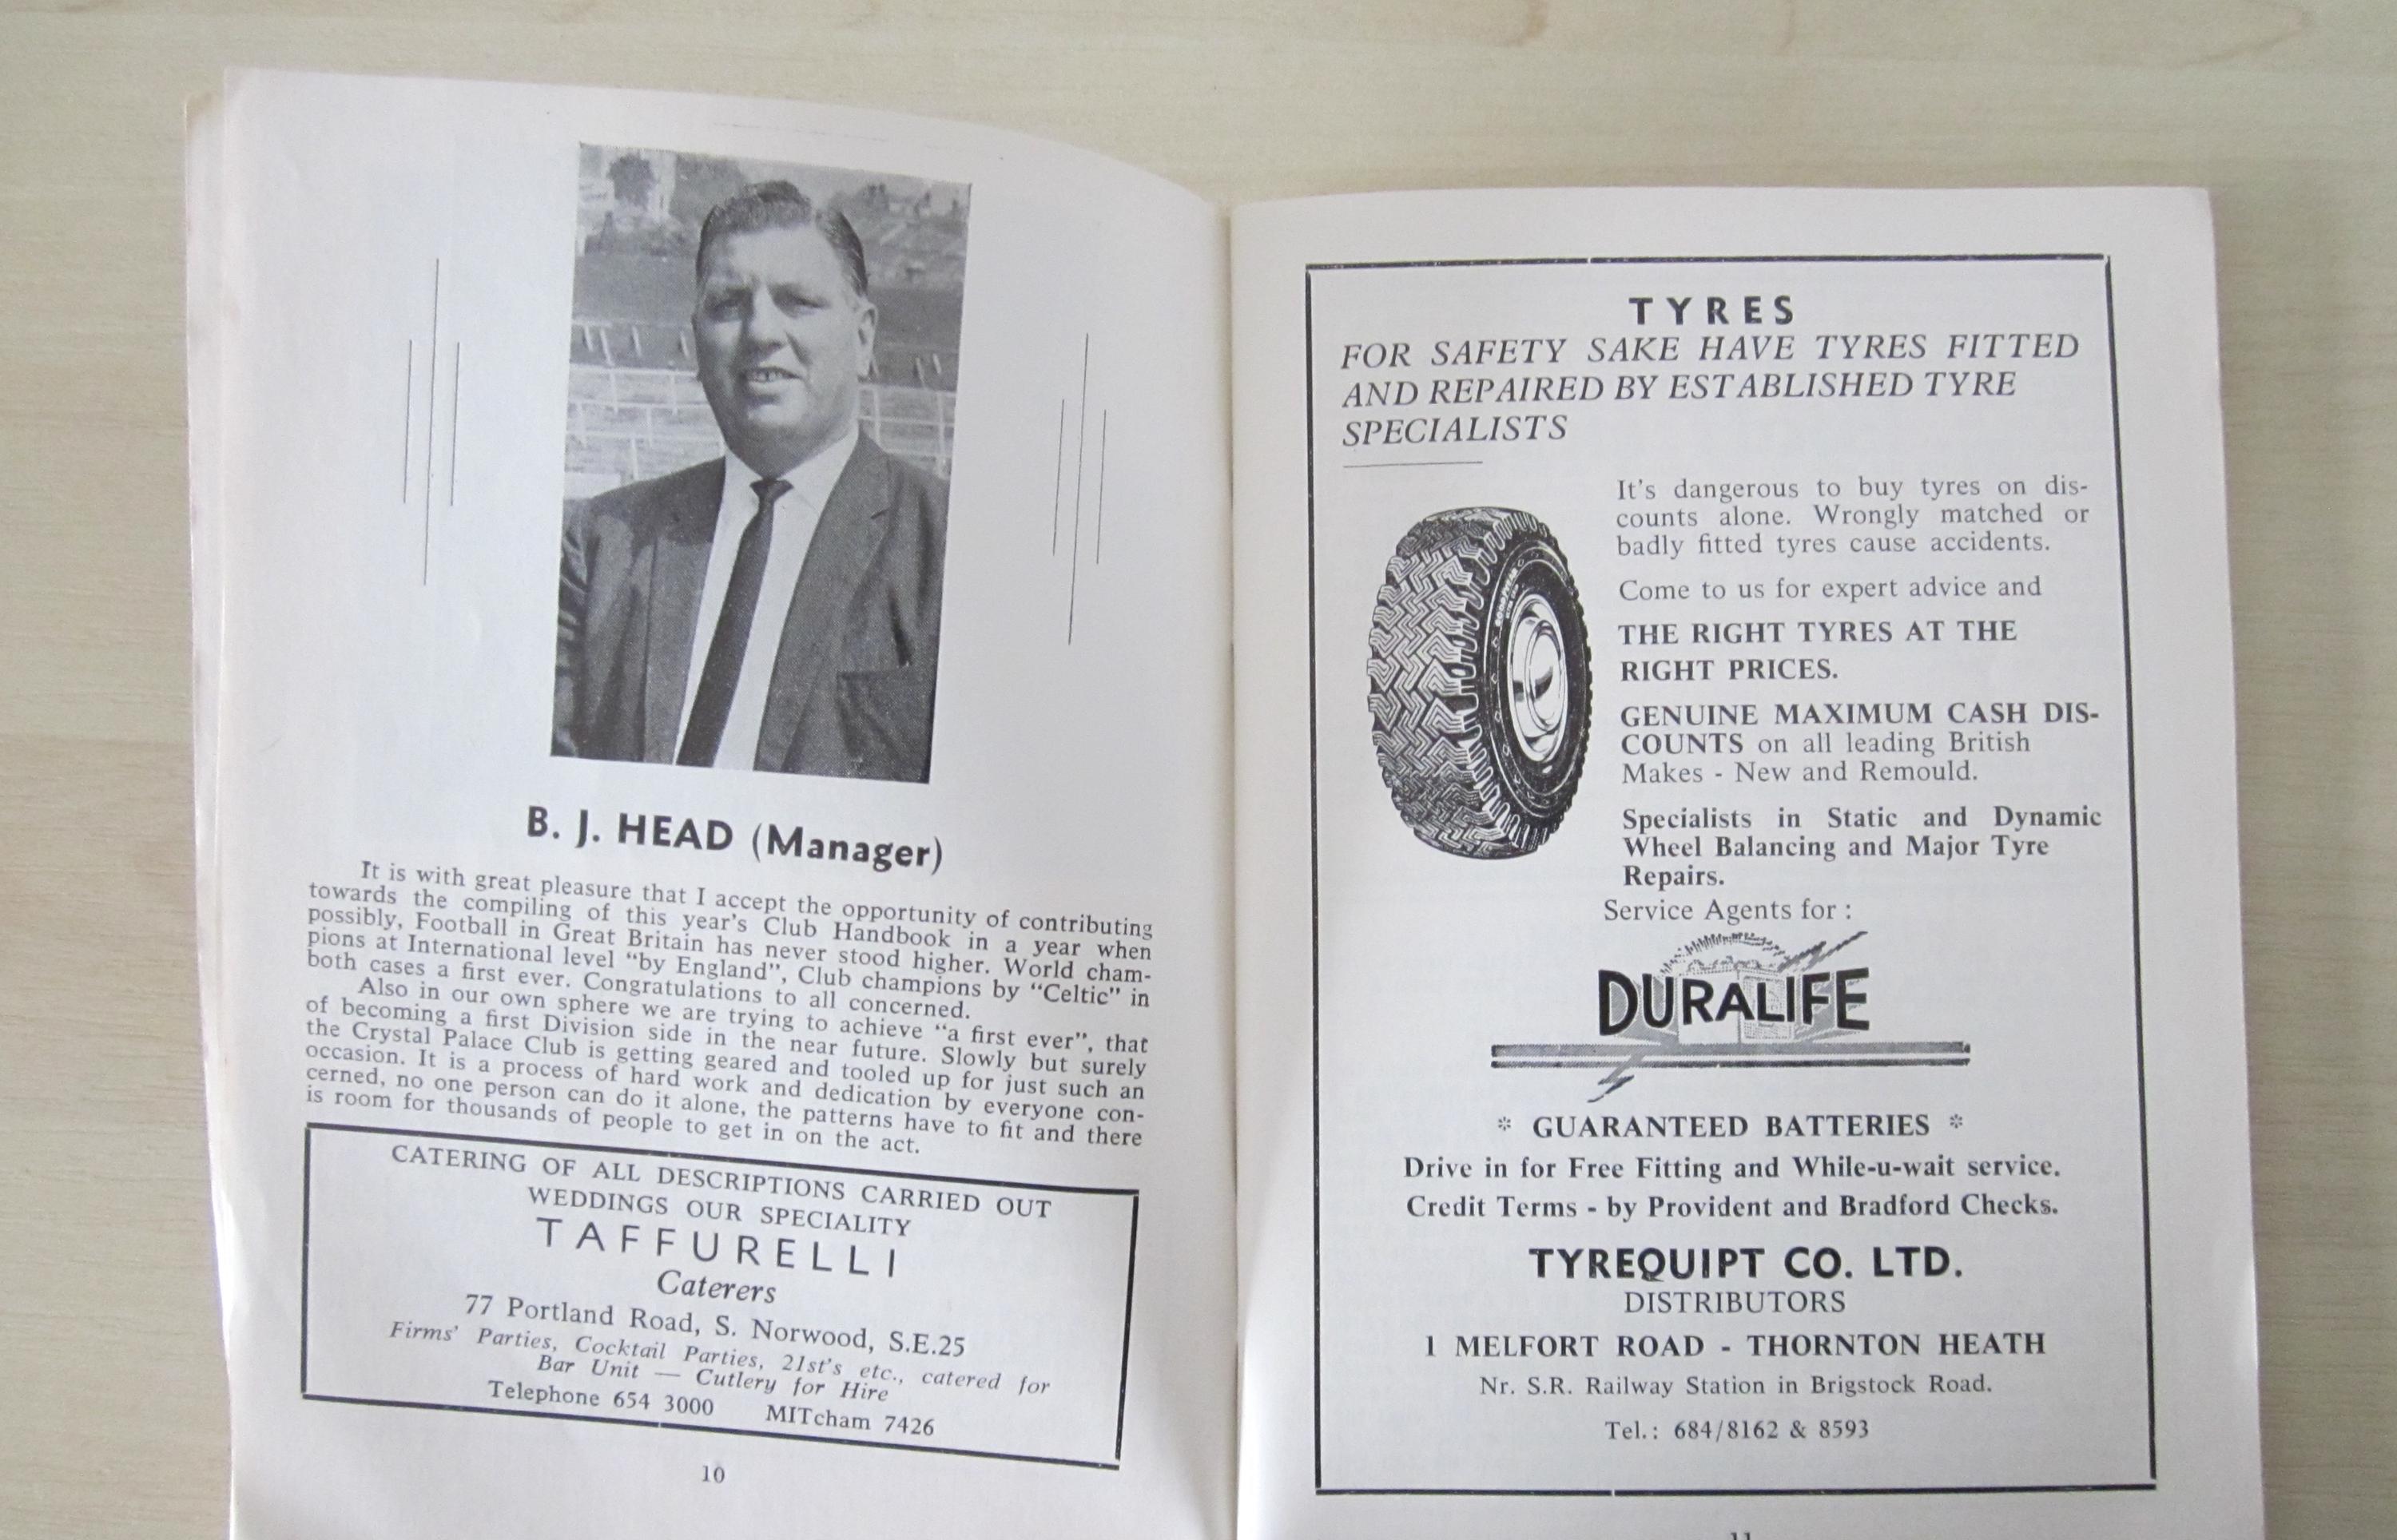 B. J. HEAD (Manager)
It is with great pleasure that I accept the opportunity of contributing
towards the compiling of this year's Club Handbook in a year when
possibly, Football in Great Britain has never stood higher. World cham-
pions at International level "by England", Club champions by "Celtic" in
both cases a first ever. Congratulations to all concerned.
Also in our own sphere we are trying to achieve "a first ever", that
of becoming a first Division side in the near future. Slowly but surely
the Crystal Palace Club is getting geared and tooled up for just such an
occasion. It is a process of hard work and dedication by everyone con-
cerned, no one person can do it alone, the patterns have to fit and there
is room for thousands of people to get in on the act.
CATERING OF ALL DESCRIPTIONS CARRIED OUT
WEDDINGS OUR SPECIALITY
TAFFURELLI
Caterers
77 Portland Road, S. Norwood, S.E.25
Firms' Parties, Cocktail Parties, 21st's etc., catered for
Bar Unit — Cutlery for Hire
Telephone 654 3000 MITcham 7426
10
TYRES
FOR SAFETY SAKE HAVE TYRES FITTED
AND REPAIRED BY ESTABLISHED TYRE
SPECIALISTS
It's dangerous to buy tyres on dis-
counts alone. Wrongly matched or
badly fitted tyres cause accidents.
Come to us for expert advice and
THE RIGHT TYRES AT THE
RIGHT PRICES.
GENUINE MAXIMUM CASH DIS-
COUNTS on all leading British
Makes - New and Remould.
Specialists in Static and Dynamic
Wheel Balancing and Major Tyre
Repairs.
Service Agents for :
DURALIFE
* GUARANTEED BATTERIES *
Drive in for Free Fitting and While-u-wait service.
Credit Terms - by Provident and Bradford Checks.
TYREQUIPT CO. LTD.
DISTRIBUTORS
1 MELFORT ROAD - THORNTON HEATH
Nr. S.R. Railway Station in Brigstock Road.
Tel.: 684/8162 & 8593
11